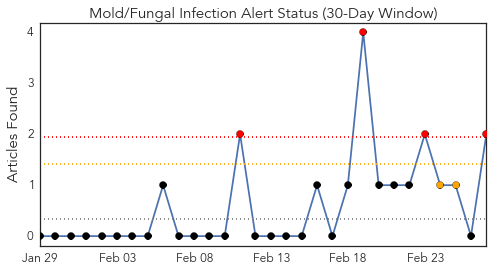 Mold/Fungal Infection Alert Status (30-Day Window)
Articles Found
4
3
2
1
0
Jan 29 Feb 03 Feb 08 Feb 13 Feb 18 Feb 23